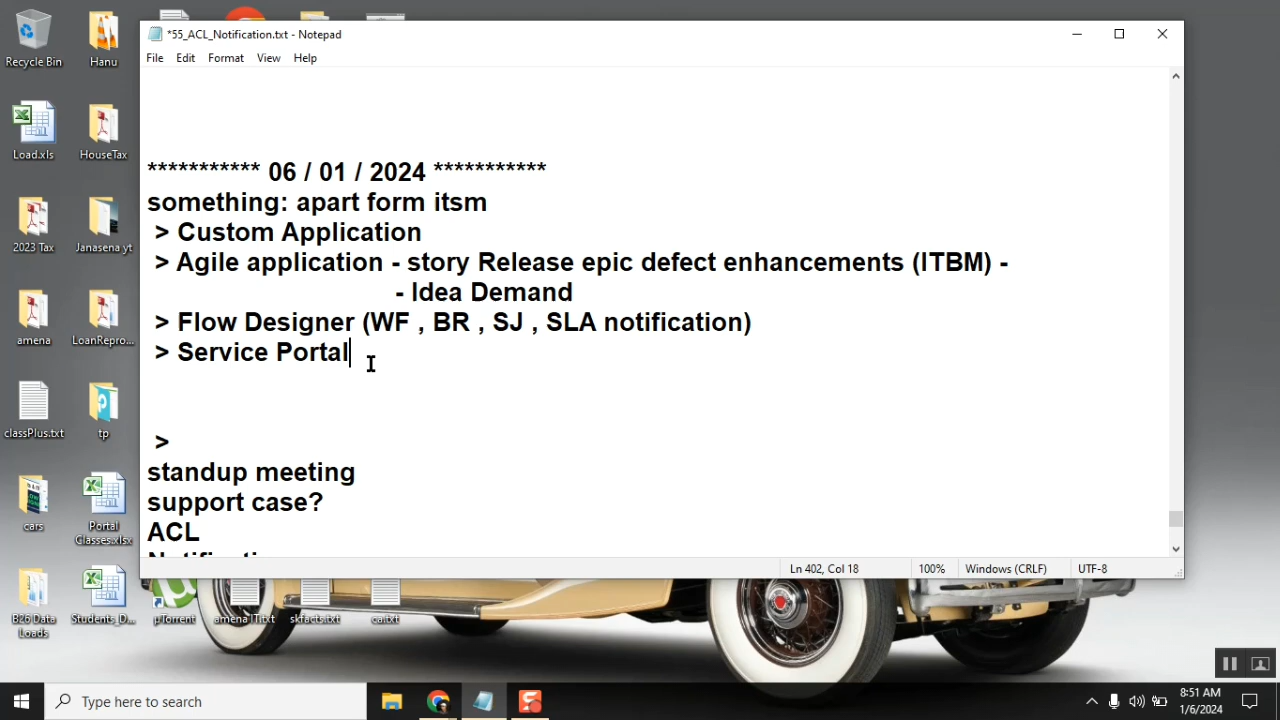 *55_ACL_Notification.txt - Notepad
File Edit Format View Help
*********** 06 / 01 / 2024 ***********
something: apart form itsm
> Custom Application
> Agile application - story Release epic defect enhancements (ITBM) -
- Idea Demand
> Flow Designer (WF , BR , SJ , SLA notification)
> Service Portal
>
standup meeting
support case?
ACL
Ln 402, Col 18
100%
Windows (CRLF)
UTF-8
Recycle Bin
Hanu
Load.xls
HouseTax
2023 Tax
Janasena yt
amena
LoanRepro...
classPlus.txt
tp
cars
Portal Classes.xlsx
B26 Data Loads
Students_D...
µTorrent
amena IT.txt
skfacts.txt
ca.txt
Type here to search
8:51 AM
1/6/2024